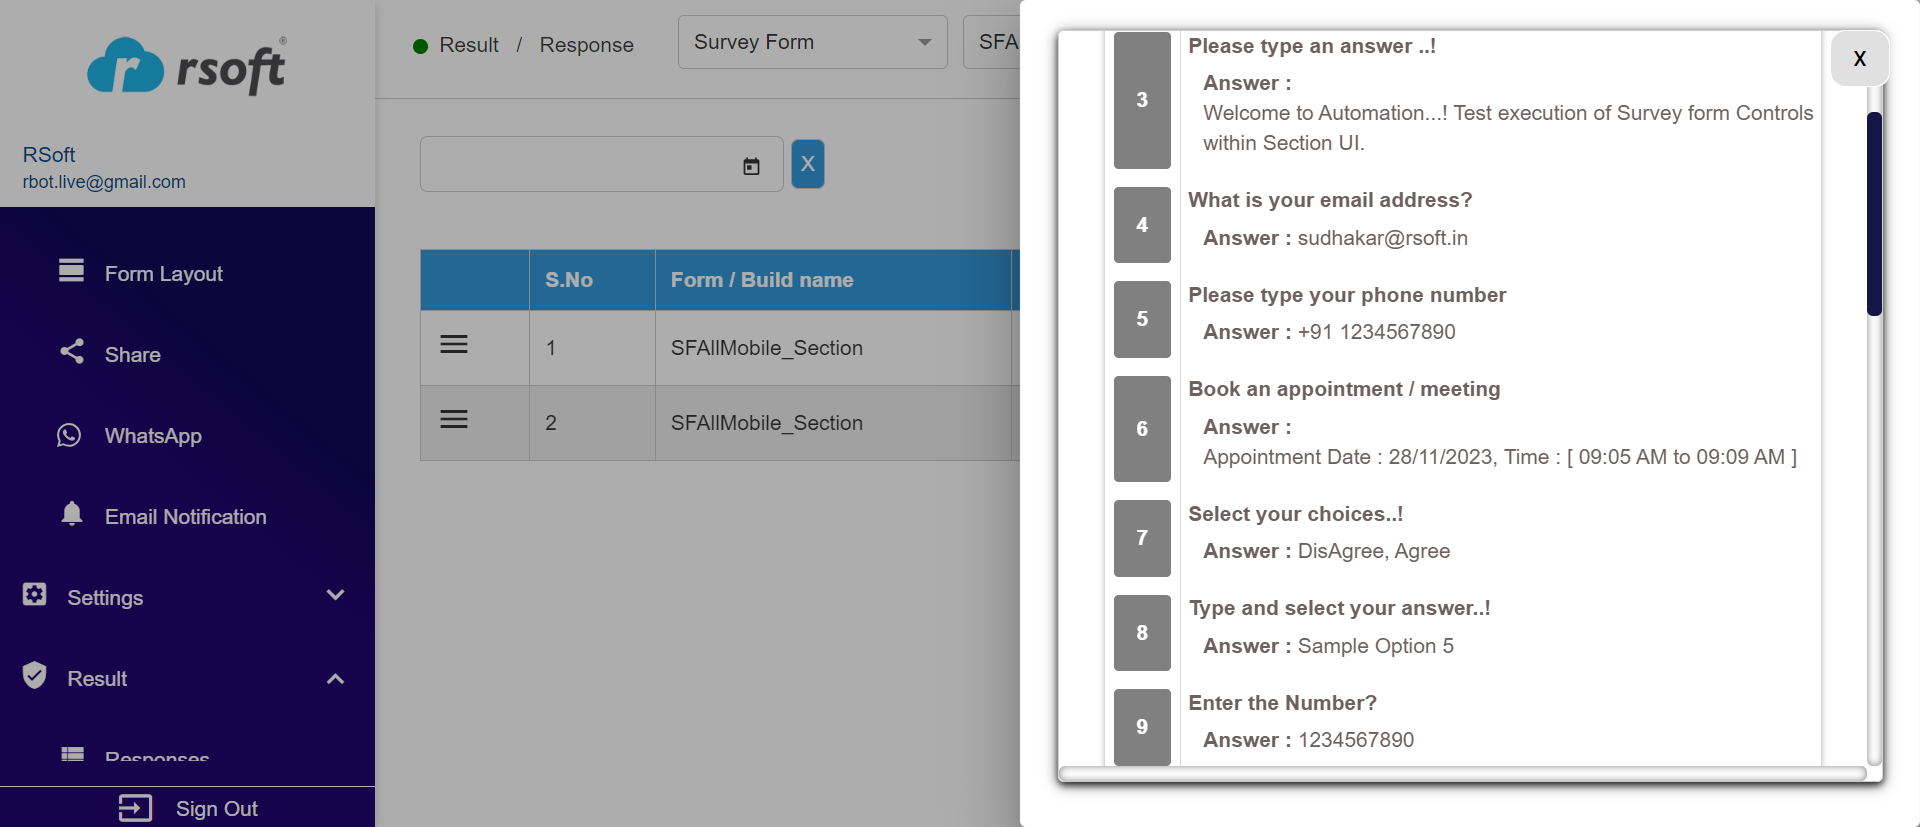 rsoft®
RSoft
rbot.live@gmail.com
Form Layout
Share
WhatsApp
Email Notification
Settings
Result
Responses
Sign Out
Result / Response
Survey Form
SFA
X
S.No Form / Build name
1 SFAllMobile_Section
2 SFAllMobile_Section
X
3 Please type an answer ..!
Answer :
Welcome to Automation...! Test execution of Survey form Controls
within Section UI.
4 What is your email address?
Answer : sudhakar@rsoft.in
5 Please type your phone number
Answer : +91 1234567890
6 Book an appointment / meeting
Answer :
Appointment Date : 28/11/2023, Time : [ 09:05 AM to 09:09 AM ]
7 Select your choices..!
Answer : DisAgree, Agree
8 Type and select your answer..!
Answer : Sample Option 5
9 Enter the Number?
Answer : 1234567890